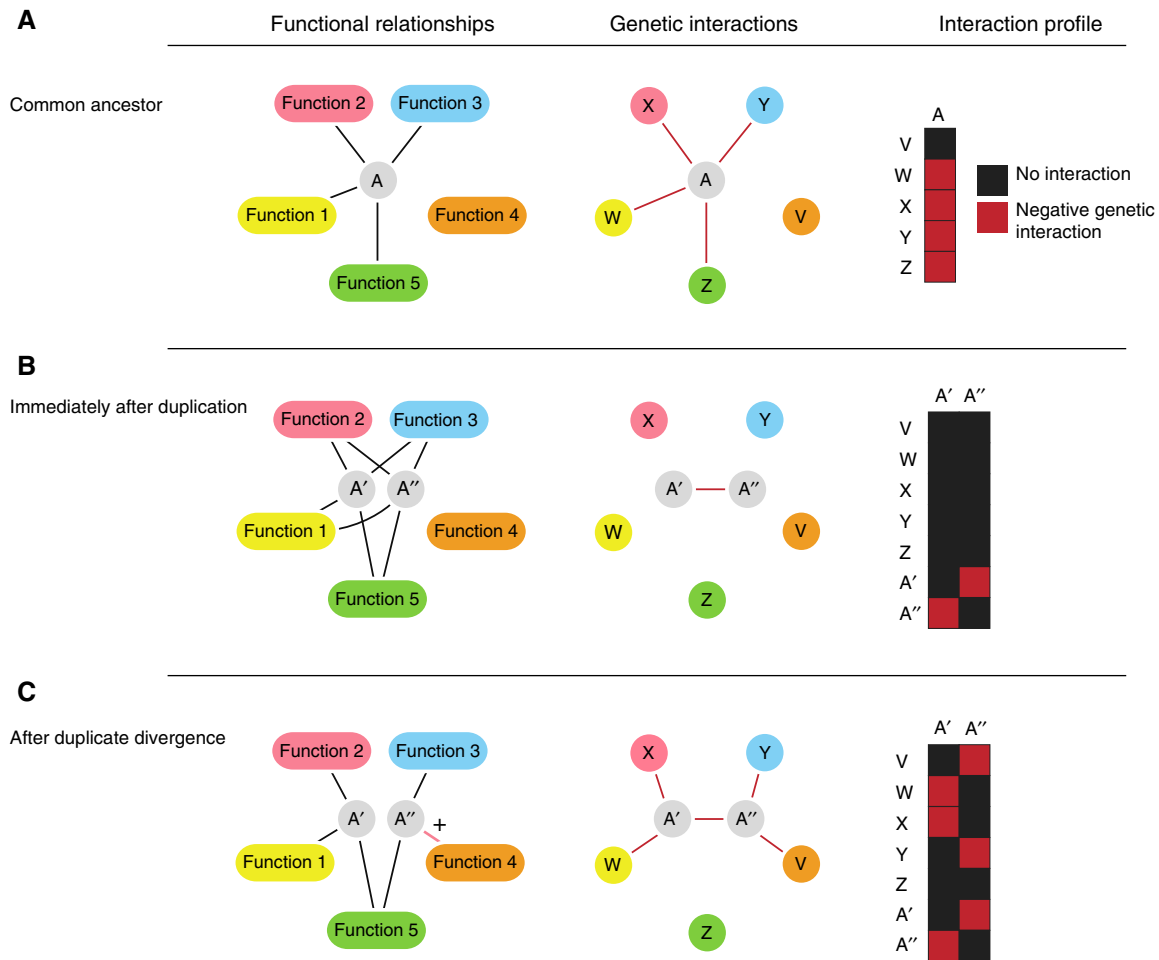 A
Functional relationships
Genetic interactions
Interaction profile
Common ancestor
Function 2
Function 3
A
Function 1
Function 4
Function 5
X
Y
A
W
V
Z
A
V
W
X
Y
Z
No interaction
Negative genetic
interaction
B
Immediately after duplication
Function 2
Function 3
A′
A″
Function 1
Function 4
Function 5
X
Y
A′
A″
W
V
Z
A′ A″
V
W
X
Y
Z
A′
A″
C
After duplicate divergence
Function 2
Function 3
A′
A″
+
Function 1
Function 4
Function 5
X
Y
A′
A″
W
V
Z
A′ A″
V
W
X
Y
Z
A′
A″